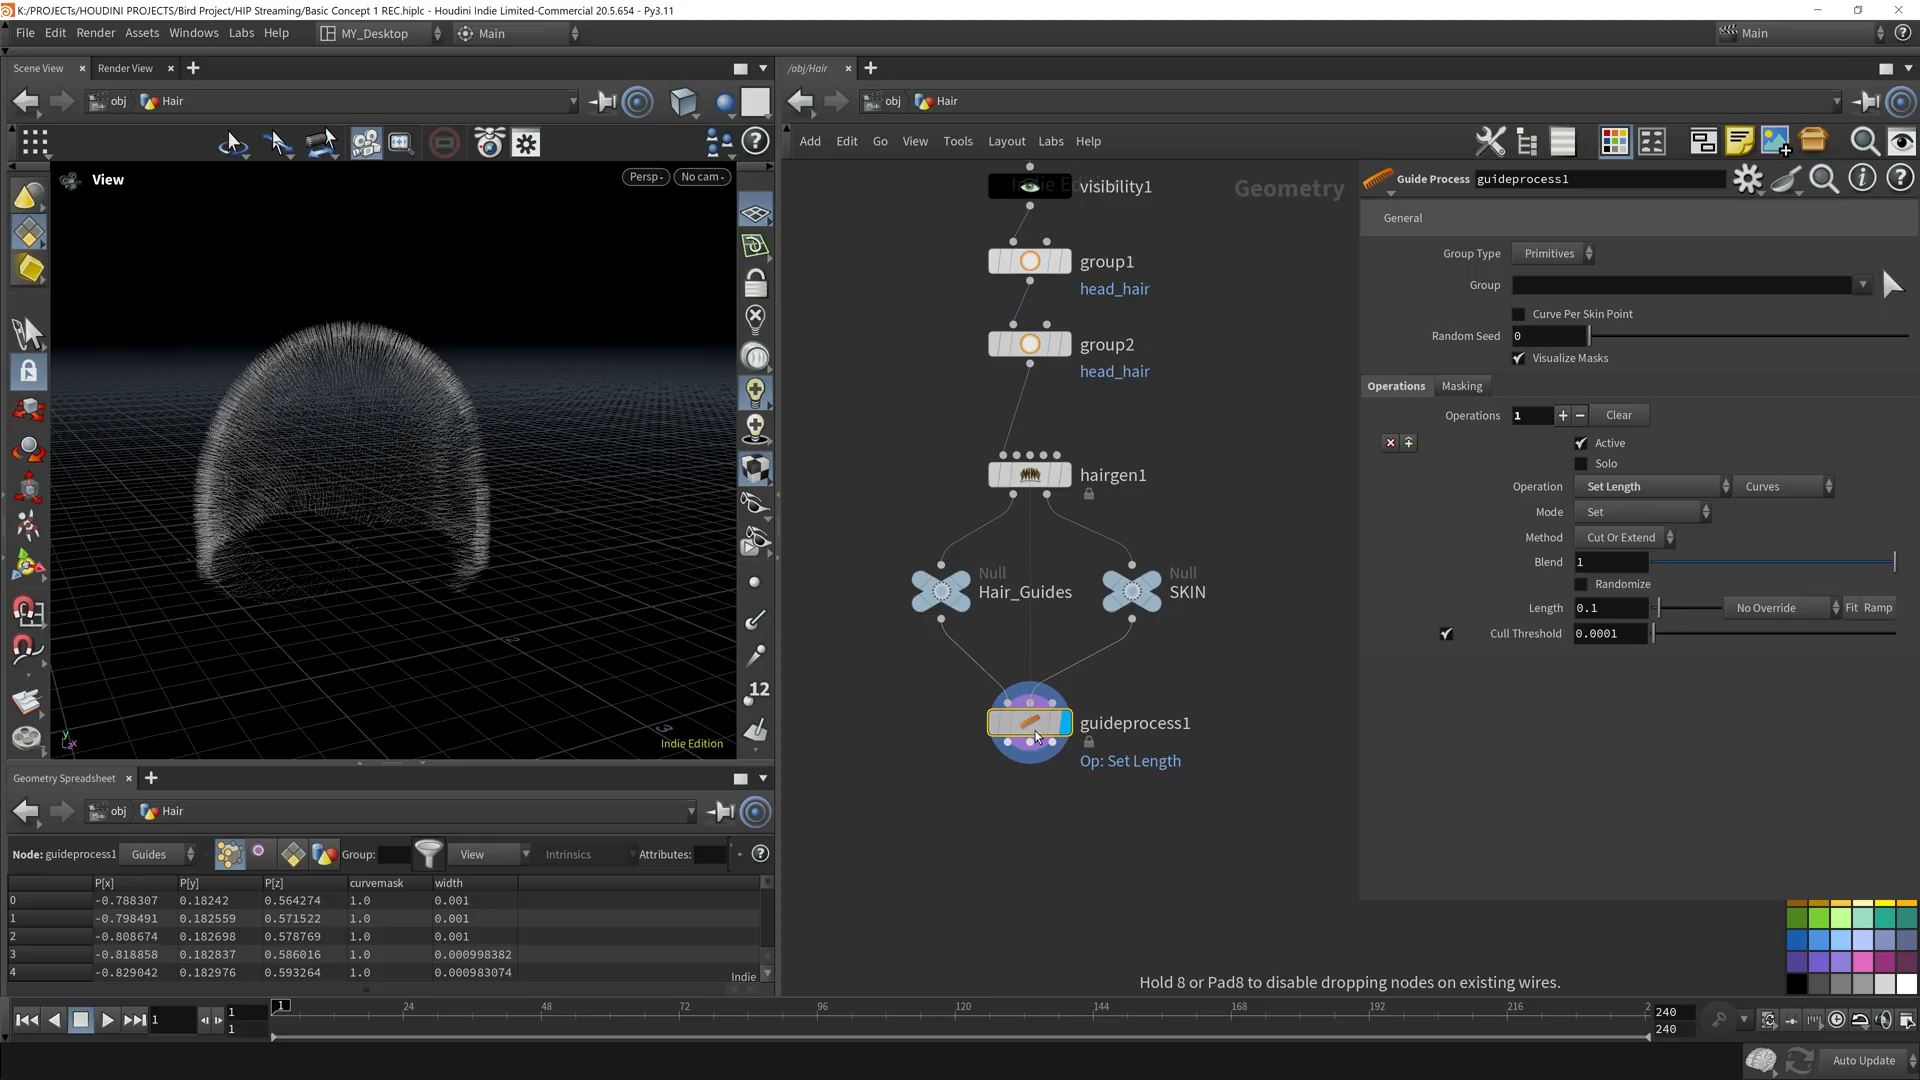 K:/PROJECTs/HOUDINI PROJECTS/Bird Project/HIP Streaming/Basic Concept 1 REC.hiplc - Houdini Indie Limited-Commercial 20.5.654 - Py3.11
File Edit Render Assets Windows Labs Help MY_Desktop Main Main
Scene View Render View /obj/Hair
obj Hair obj Hair
Add Edit Go View Tools Layout Labs Help
View Persp No cam
visibility1
Geometry
Guide Process guideprocess1
General
Group Type Primitives
group1
head_hair
Group
Curve Per Skin Point
Random Seed 0
group2
head_hair
Visualize Masks
Operations Masking
Operations 1 + − Clear
Active
Solo
hairgen1
Operation Set Length Curves
Mode Set
Method Cut Or Extend
Blend 1
Randomize
Null
Hair_Guides
Null
SKIN
Length 0.1 No Override Fit Ramp
Cull Threshold 0.0001
12
guideprocess1
Op: Set Length
2
3
y
z x
Indie Edition
Geometry Spreadsheet
obj Hair
Node: guideprocess1 Guides Group: View Intrinsics Attributes:
P[x] P[y] P[z] curvemask width
0 -0.788307 0.18242 0.564274 1.0 0.001
1 -0.798491 0.182559 0.571522 1.0 0.001
2 -0.808674 0.182698 0.578769 1.0 0.001
3 -0.818858 0.182837 0.586016 1.0 0.000998382
4 -0.829042 0.182976 0.593264 1.0 0.000983074
Indie
Hold 8 or Pad8 to disable dropping nodes on existing wires.
1 1 1 1 24 48 72 96 120 144 168 192 216 2 240
240
Auto Update